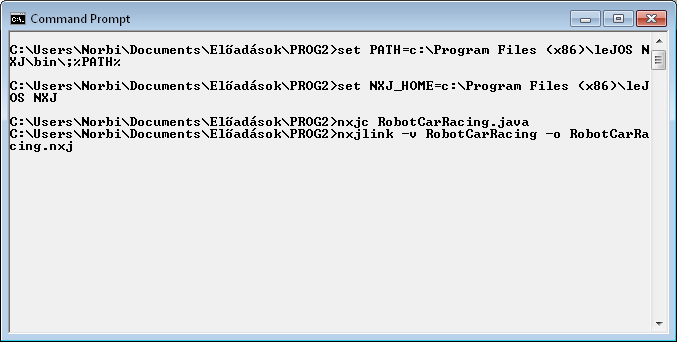 Command Prompt
C:\Users\Norbi\Documents\Előadások\PROG2>set PATH=c:\Program Files (x86)\leJOS N
XJ\bin\;%PATH%
C:\Users\Norbi\Documents\Előadások\PROG2>set NXJ_HOME=c:\Program Files (x86)\leJ
OS NXJ
C:\Users\Norbi\Documents\Előadások\PROG2>nxjc RobotCarRacing.java
C:\Users\Norbi\Documents\Előadások\PROG2>nxjlink -v RobotCarRacing -o RobotCarRa
cing.nxj